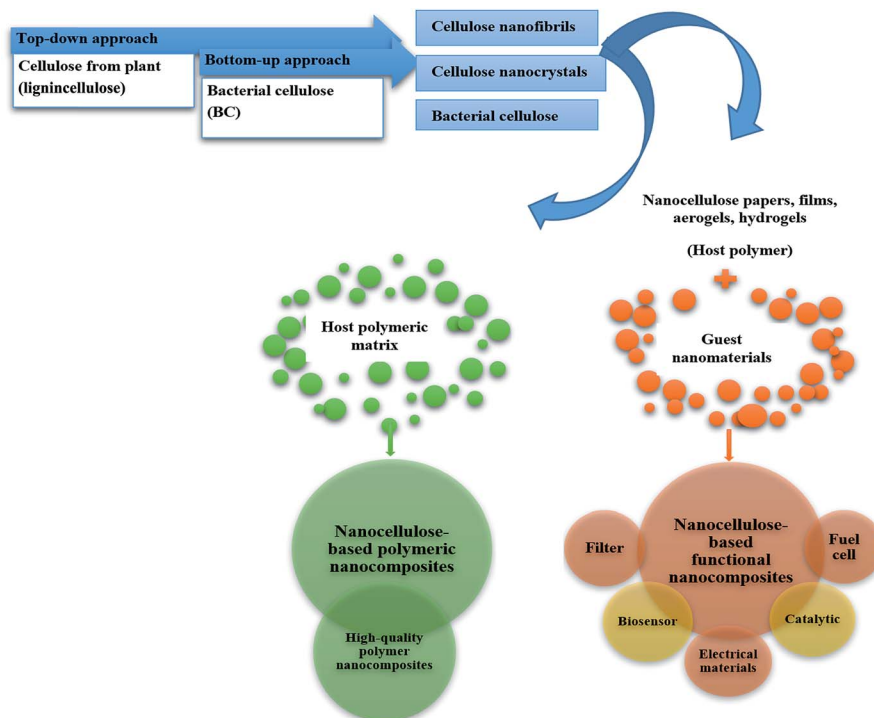 Top-down approach
Cellulose from plant
(lignincellulose)
Bottom-up approach
Bacterial cellulose
(BC)
Cellulose nanofibrils
Cellulose nanocrystals
Bacterial cellulose
Nanocellulose papers, films,
aerogels, hydrogels
(Host polymer)
Host polymeric
matrix
Guest
nanomaterials
Nanocellulose-
based polymeric
nanocomposites
High-quality
polymer
nanocomposites
Nanocellulose-
based
functional
nanocomposites
Filter
Fuel
cell
Biosensor
Catalytic
Electrical
materials